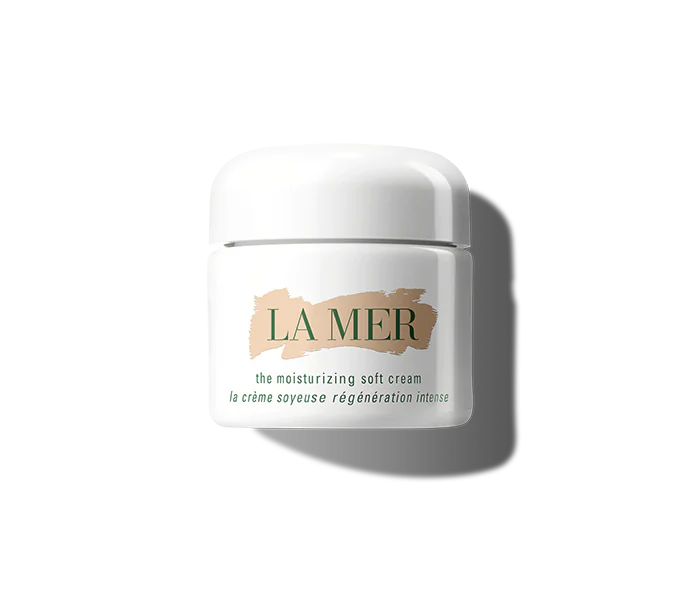 LA MER
the moisturizing soft cream
la crème soyeuse régénération intense